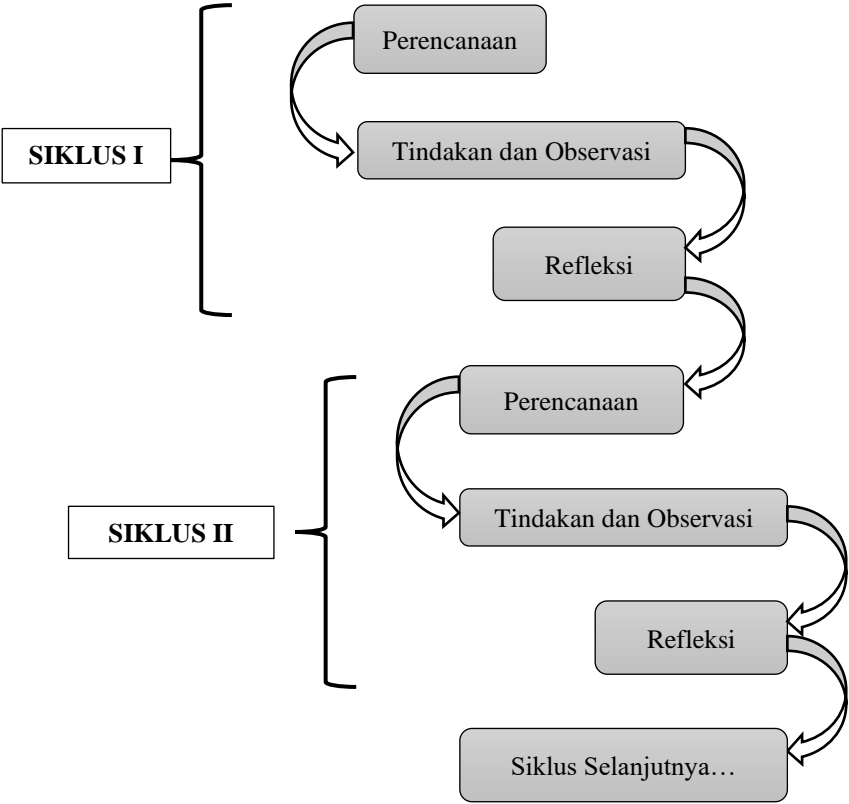 Perencanaan
SIKLUS I
Tindakan dan Observasi
Refleksi
Perencanaan
SIKLUS II
Tindakan dan Observasi
Refleksi
Siklus Selanjutnya…